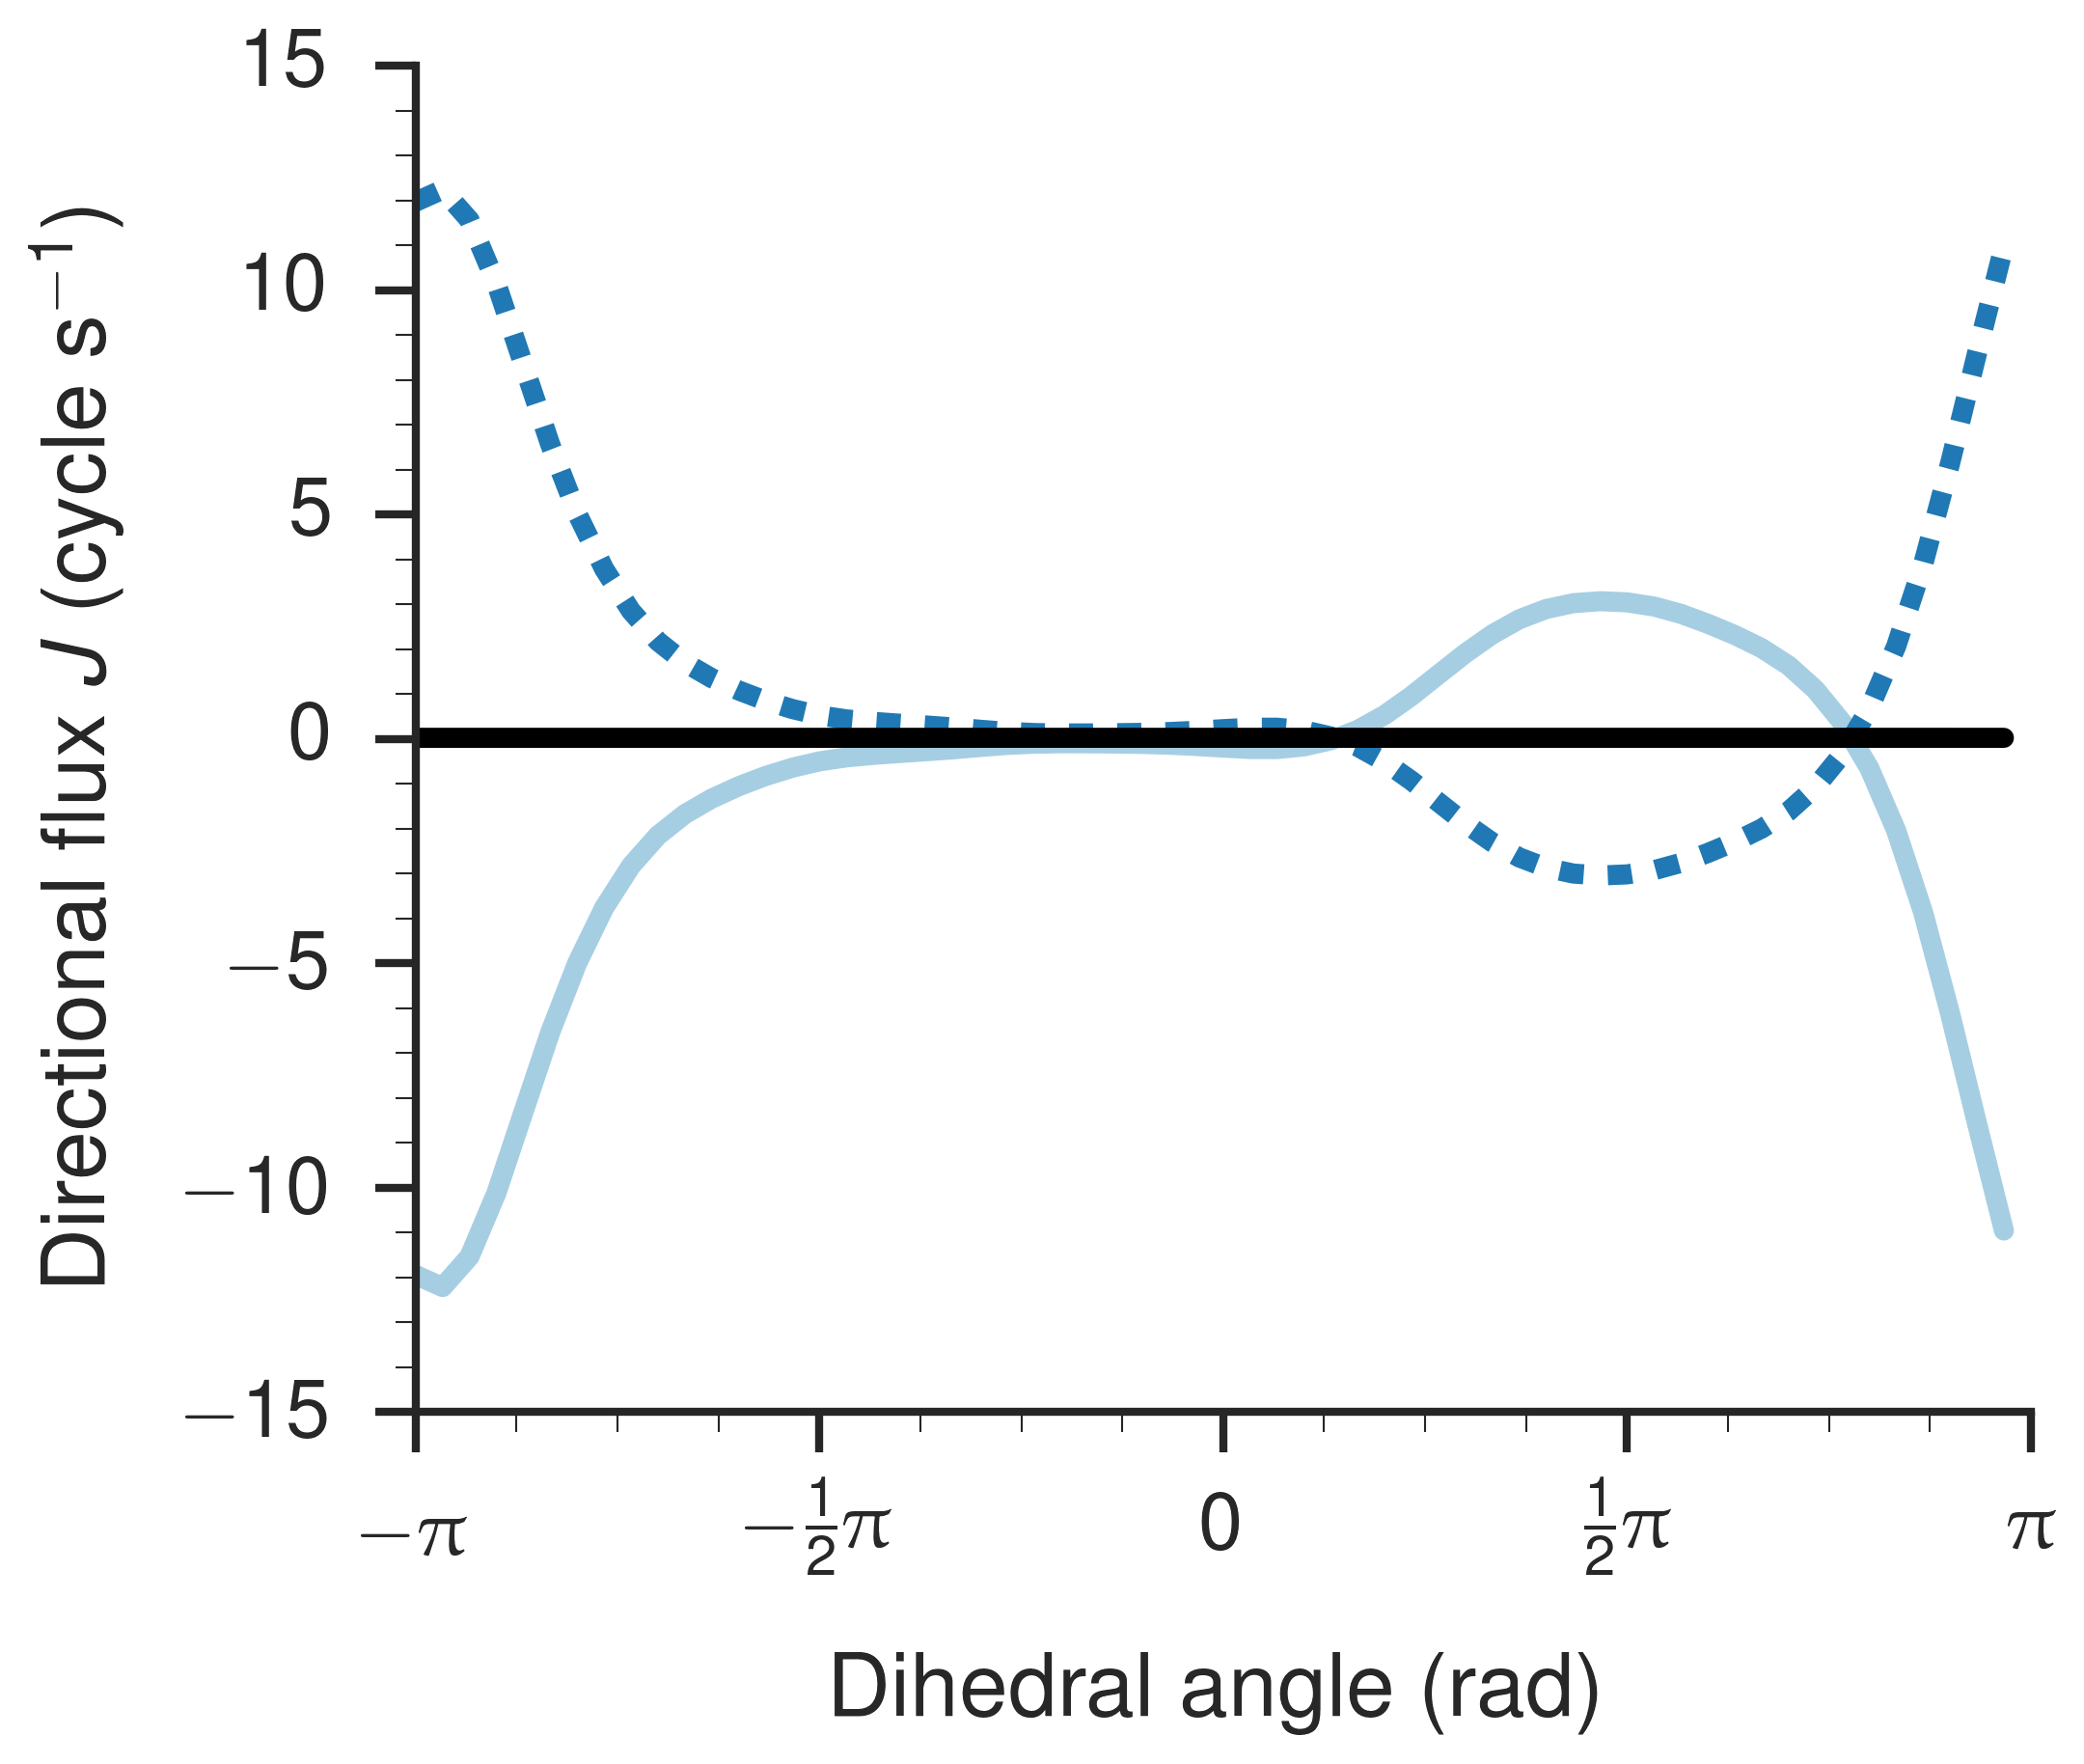 Directional flux J (cycle s⁻¹)
15
10
5
0
−5
−10
−15
−π
−½π
0
½π
π
Dihedral angle (rad)